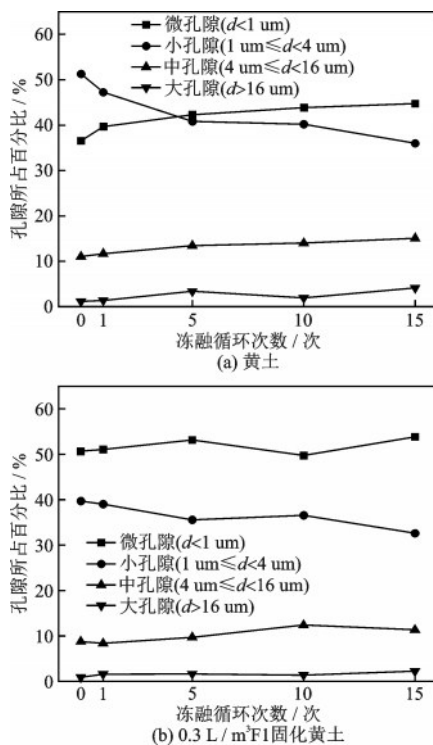 60
50
40
30
20
10
0
孔隙所占百分比 / %
微孔隙(d<1 um)
小孔隙(1 um≤d<4 um)
中孔隙(4 um≤d<16 um)
大孔隙(d>16 um)
0 1 5 10 15
冻融循环次数 / 次
(a) 黄土
60
50
40
30
20
10
0
孔隙所占百分比 / %
微孔隙(d<1 um)
小孔隙(1 um≤d<4 um)
中孔隙(4 um≤d<16 um)
大孔隙(d>16 um)
0 1 5 10 15
冻融循环次数 / 次
(b) 0.3 L / m³F1固化黄土